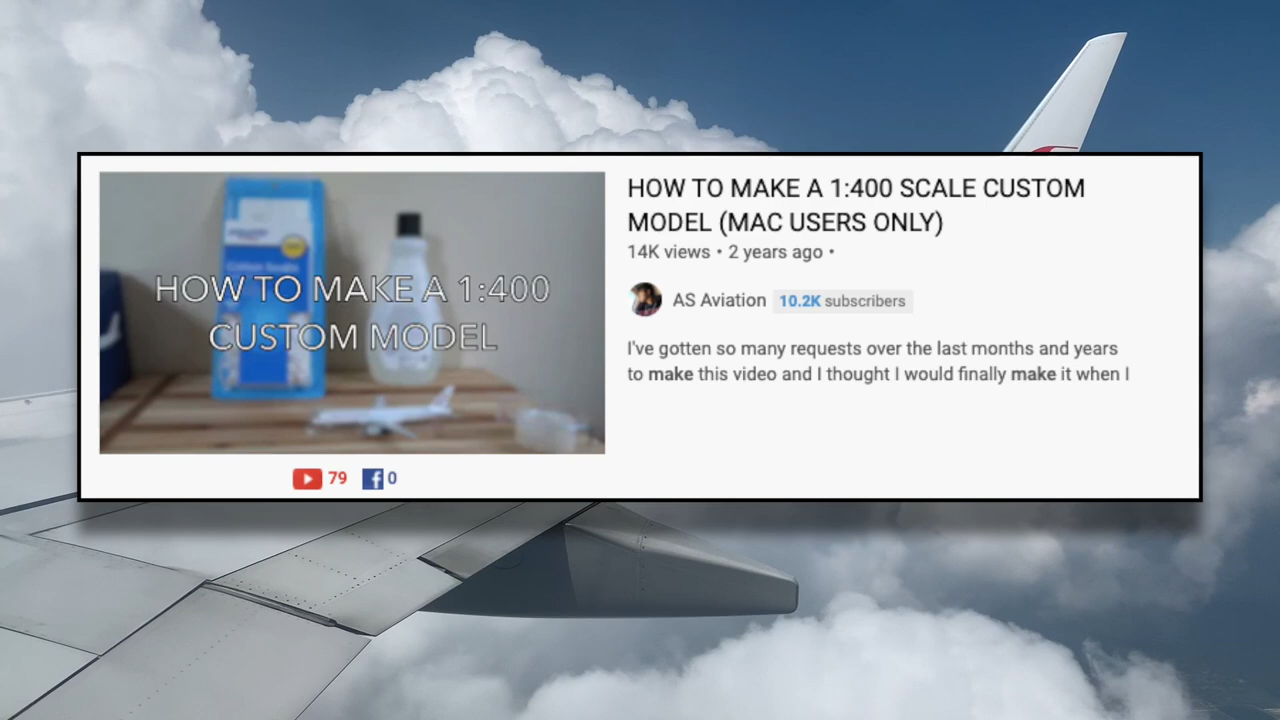 HOW TO MAKE A 1:400
CUSTOM MODEL
79
0
HOW TO MAKE A 1:400 SCALE CUSTOM
MODEL (MAC USERS ONLY)
14K views • 2 years ago •
AS Aviation 10.2K subscribers
I've gotten so many requests over the last months and years
to make this video and I thought I would finally make it when I